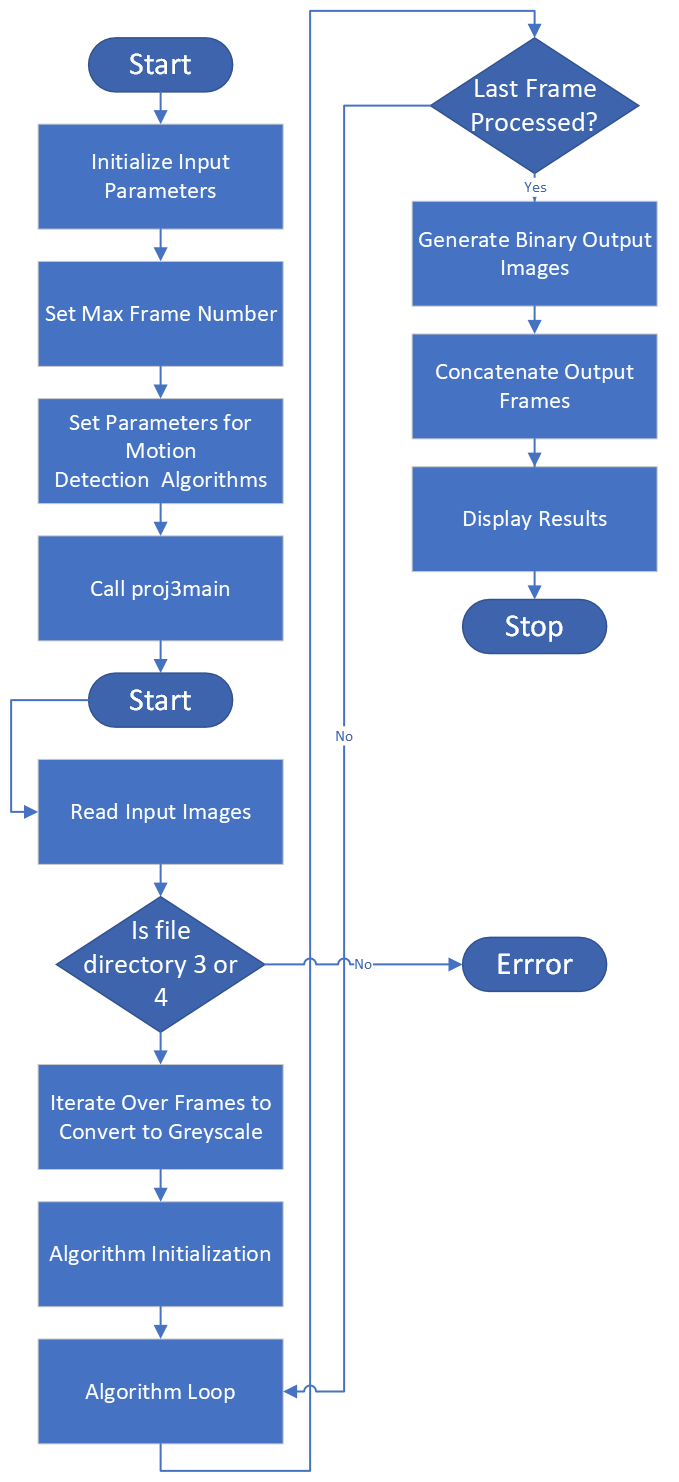 Start
Initialize Input
Parameters
Set Max Frame Number
Set Parameters for
Motion
Detection  Algorithms
Call proj3main
Start
Read Input Images
Is file
directory 3 or
4
No
Errror
Iterate Over Frames to
Convert to Greyscale
Algorithm Initialization
Algorithm Loop
Last Frame
Processed?
No
Yes
Generate Binary Output
Images
Concatenate Output
Frames
Display Results
Stop